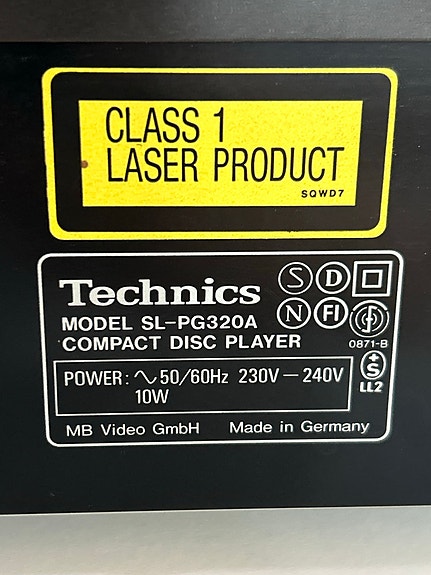 CLASS 1
LASER PRODUCT
SQWD7
Technics
MODEL SL-PG320A
COMPACT DISC PLAYER
S D
N FI
0871-B
+S
LL2
POWER: ∿ 50/60Hz 230V — 240V
10W
MB Video GmbH Made in Germany